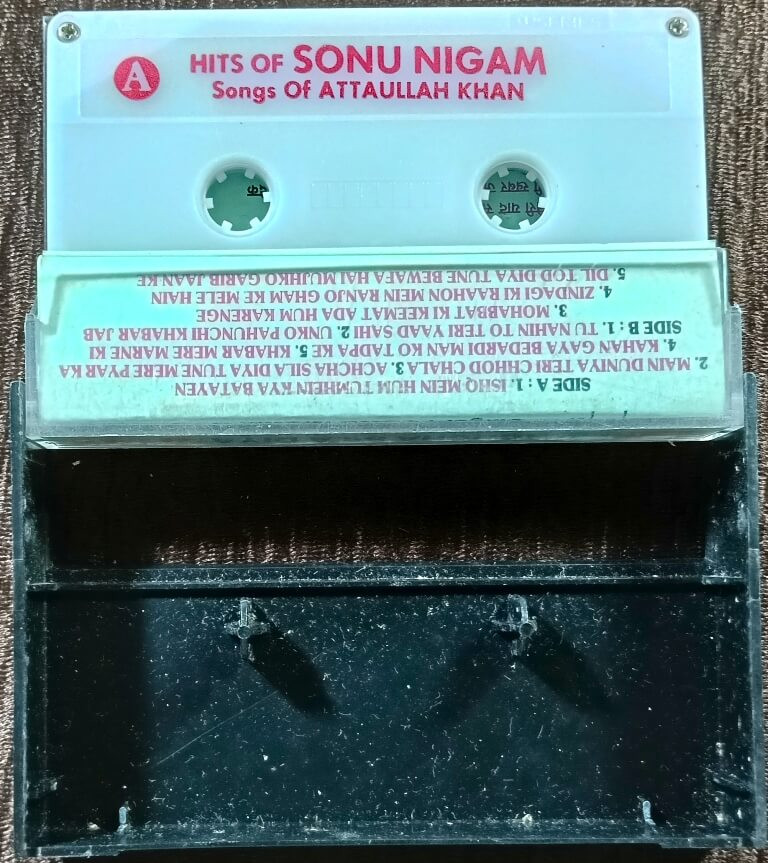 A
HITS OF SONU NIGAM
Songs Of ATTAULLAH KHAN
SIDE A : 1. ISHQ MEIN HUM TUMHEIN KYA BATAYEN
2. MAIN DUNIYA TERI CHHOD CHALA 3. ACHCHA SILA DIYA TUNE MERE PYAR KA
4. KAHAN GAYA BEDARDI MAN KO TADPA KE 5. KHABAR MERE MARNE KI
SIDE B : 1. TU NAHIN TO TERI YAAD SAHI 2. UNKO PAHUNCHI KHABAR JAB
3. MOHABBAT KI KEEMAT ADA HUM KARENGE
4. ZINDAGI KI RAAHON MEIN RANJO GHAM KE MELE HAIN
5. DIL TOD DIYA TUNE BEWAFA HAI MUJHKO GARIB JAAN KE